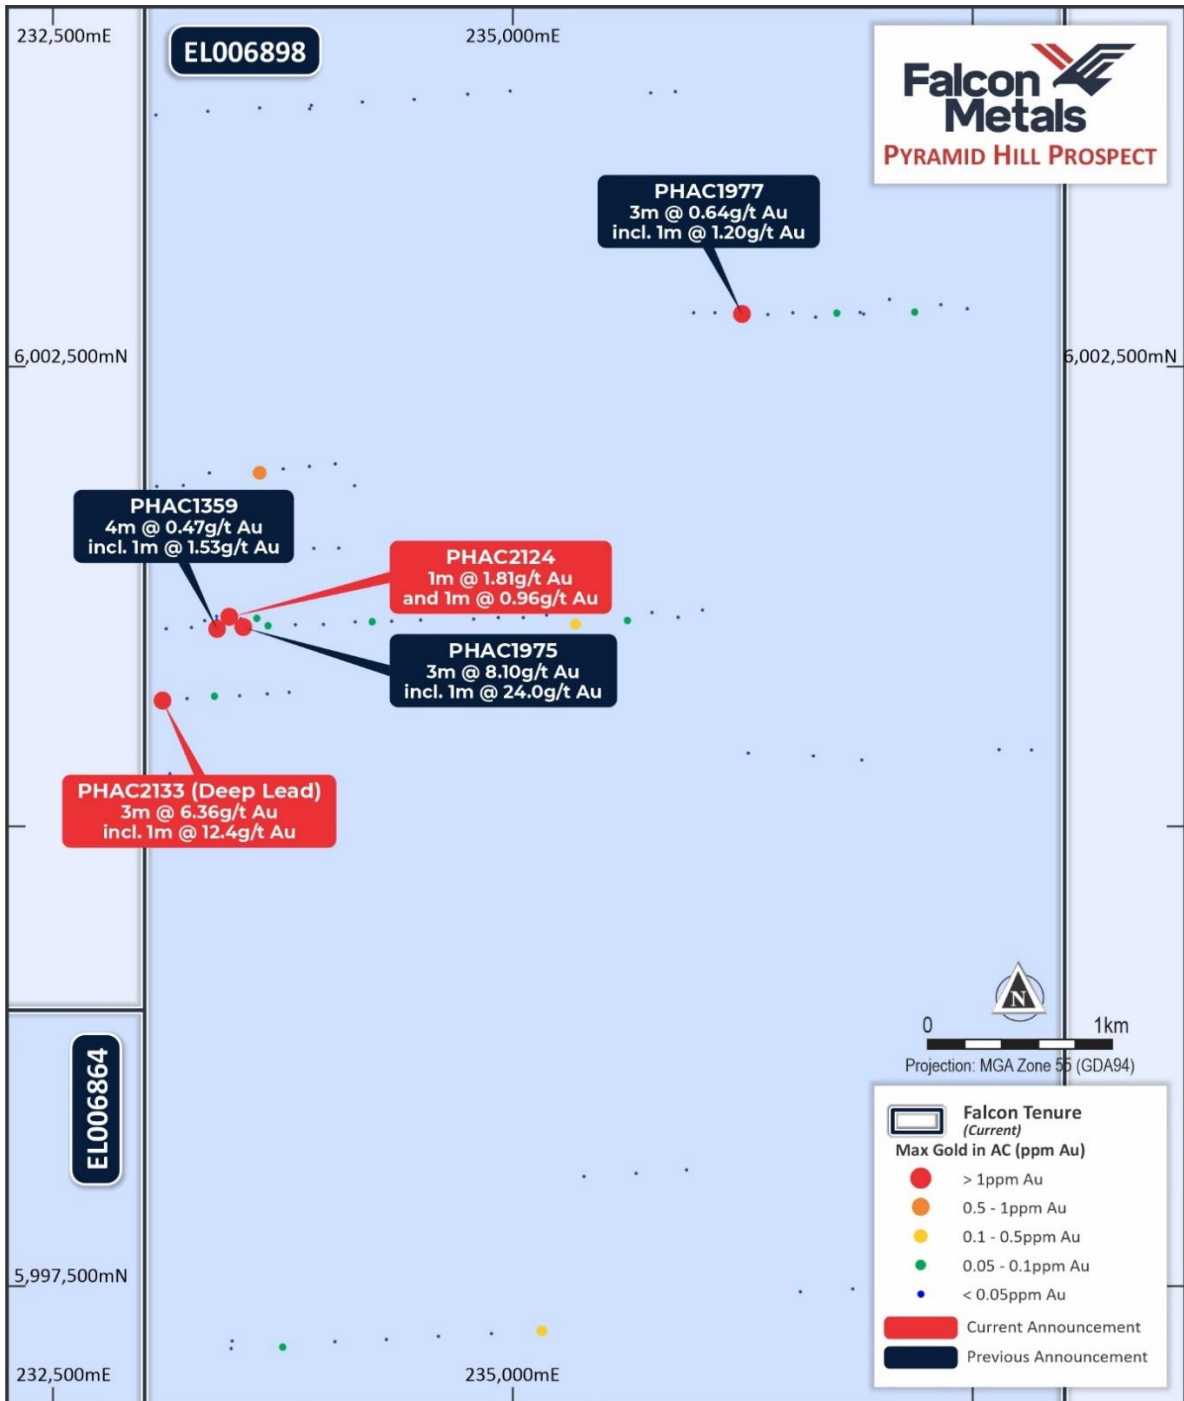 232,500mE
EL006898
235,000mE
Falcon
Metals
PYRAMID HILL PROSPECT
PHAC1977
3m @ 0.64g/t Au
incl. 1m @ 1.20g/t Au
6,002,500mN
6,002,500mN
PHAC1359
4m @ 0.47g/t Au
incl. 1m @ 1.53g/t Au
PHAC2124
1m @ 1.81g/t Au
and 1m @ 0.96g/t Au
PHAC1975
3m @ 8.10g/t Au
incl. 1m @ 24.0g/t Au
PHAC2133 (Deep Lead)
3m @ 6.36g/t Au
incl. 1m @ 12.4g/t Au
N
0 1km
Projection: MGA Zone 55 (GDA94)
EL006864
Falcon Tenure
(Current)
Max Gold in AC (ppm Au)
> 1ppm Au
0.5 - 1ppm Au
0.1 - 0.5ppm Au
0.05 - 0.1ppm Au
< 0.05ppm Au
Current Announcement
Previous Announcement
5,997,500mN
232,500mE
235,000mE